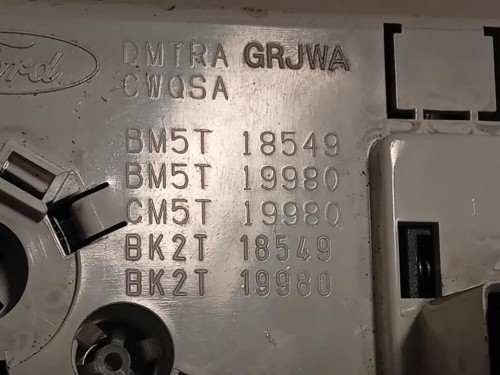 Ford
DMTRA GRJWA
CWQSA
BM5T 18549
BM5T 19980
CM5T 19980
BK2T 18549
BK2T 19980